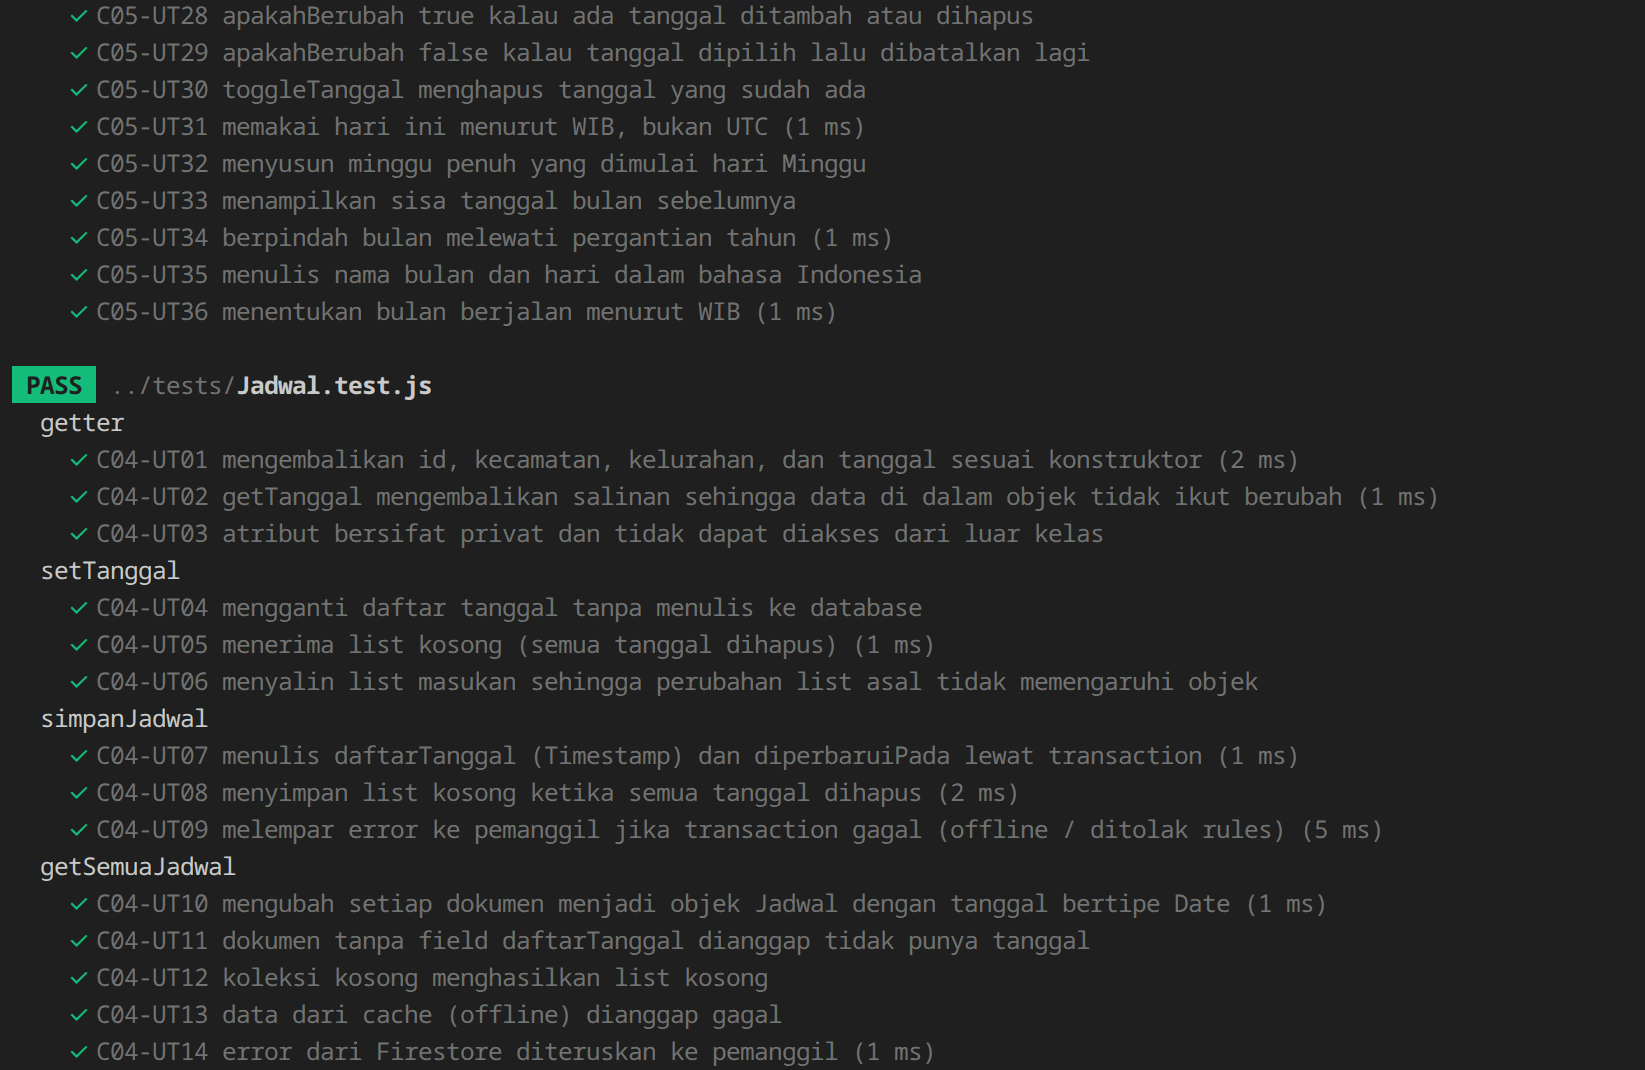 ✓ C05-UT28 apakahBerubah true kalau ada tanggal ditambah atau dihapus
✓ C05-UT29 apakahBerubah false kalau tanggal dipilih lalu dibatalkan lagi
✓ C05-UT30 toggleTanggal menghapus tanggal yang sudah ada
✓ C05-UT31 memakai hari ini menurut WIB, bukan UTC (1 ms)
✓ C05-UT32 menyusun minggu penuh yang dimulai hari Minggu
✓ C05-UT33 menampilkan sisa tanggal bulan sebelumnya
✓ C05-UT34 berpindah bulan melewati pergantian tahun (1 ms)
✓ C05-UT35 menulis nama bulan dan hari dalam bahasa Indonesia
✓ C05-UT36 menentukan bulan berjalan menurut WIB (1 ms)
PASS ../tests/Jadwal.test.js
getter
✓ C04-UT01 mengembalikan id, kecamatan, kelurahan, dan tanggal sesuai konstruktor (2 ms)
✓ C04-UT02 getTanggal mengembalikan salinan sehingga data di dalam objek tidak ikut berubah (1 ms)
✓ C04-UT03 atribut bersifat privat dan tidak dapat diakses dari luar kelas
setTanggal
✓ C04-UT04 mengganti daftar tanggal tanpa menulis ke database
✓ C04-UT05 menerima list kosong (semua tanggal dihapus) (1 ms)
✓ C04-UT06 menyalin list masukan sehingga perubahan list asal tidak memengaruhi objek
simpanJadwal
✓ C04-UT07 menulis daftarTanggal (Timestamp) dan diperbaruiPada lewat transaction (1 ms)
✓ C04-UT08 menyimpan list kosong ketika semua tanggal dihapus (2 ms)
✓ C04-UT09 melempar error ke pemanggil jika transaction gagal (offline / ditolak rules) (5 ms)
getSemuaJadwal
✓ C04-UT10 mengubah setiap dokumen menjadi objek Jadwal dengan tanggal bertipe Date (1 ms)
✓ C04-UT11 dokumen tanpa field daftarTanggal dianggap tidak punya tanggal
✓ C04-UT12 koleksi kosong menghasilkan list kosong
✓ C04-UT13 data dari cache (offline) dianggap gagal
✓ C04-UT14 error dari Firestore diteruskan ke pemanggil (1 ms)